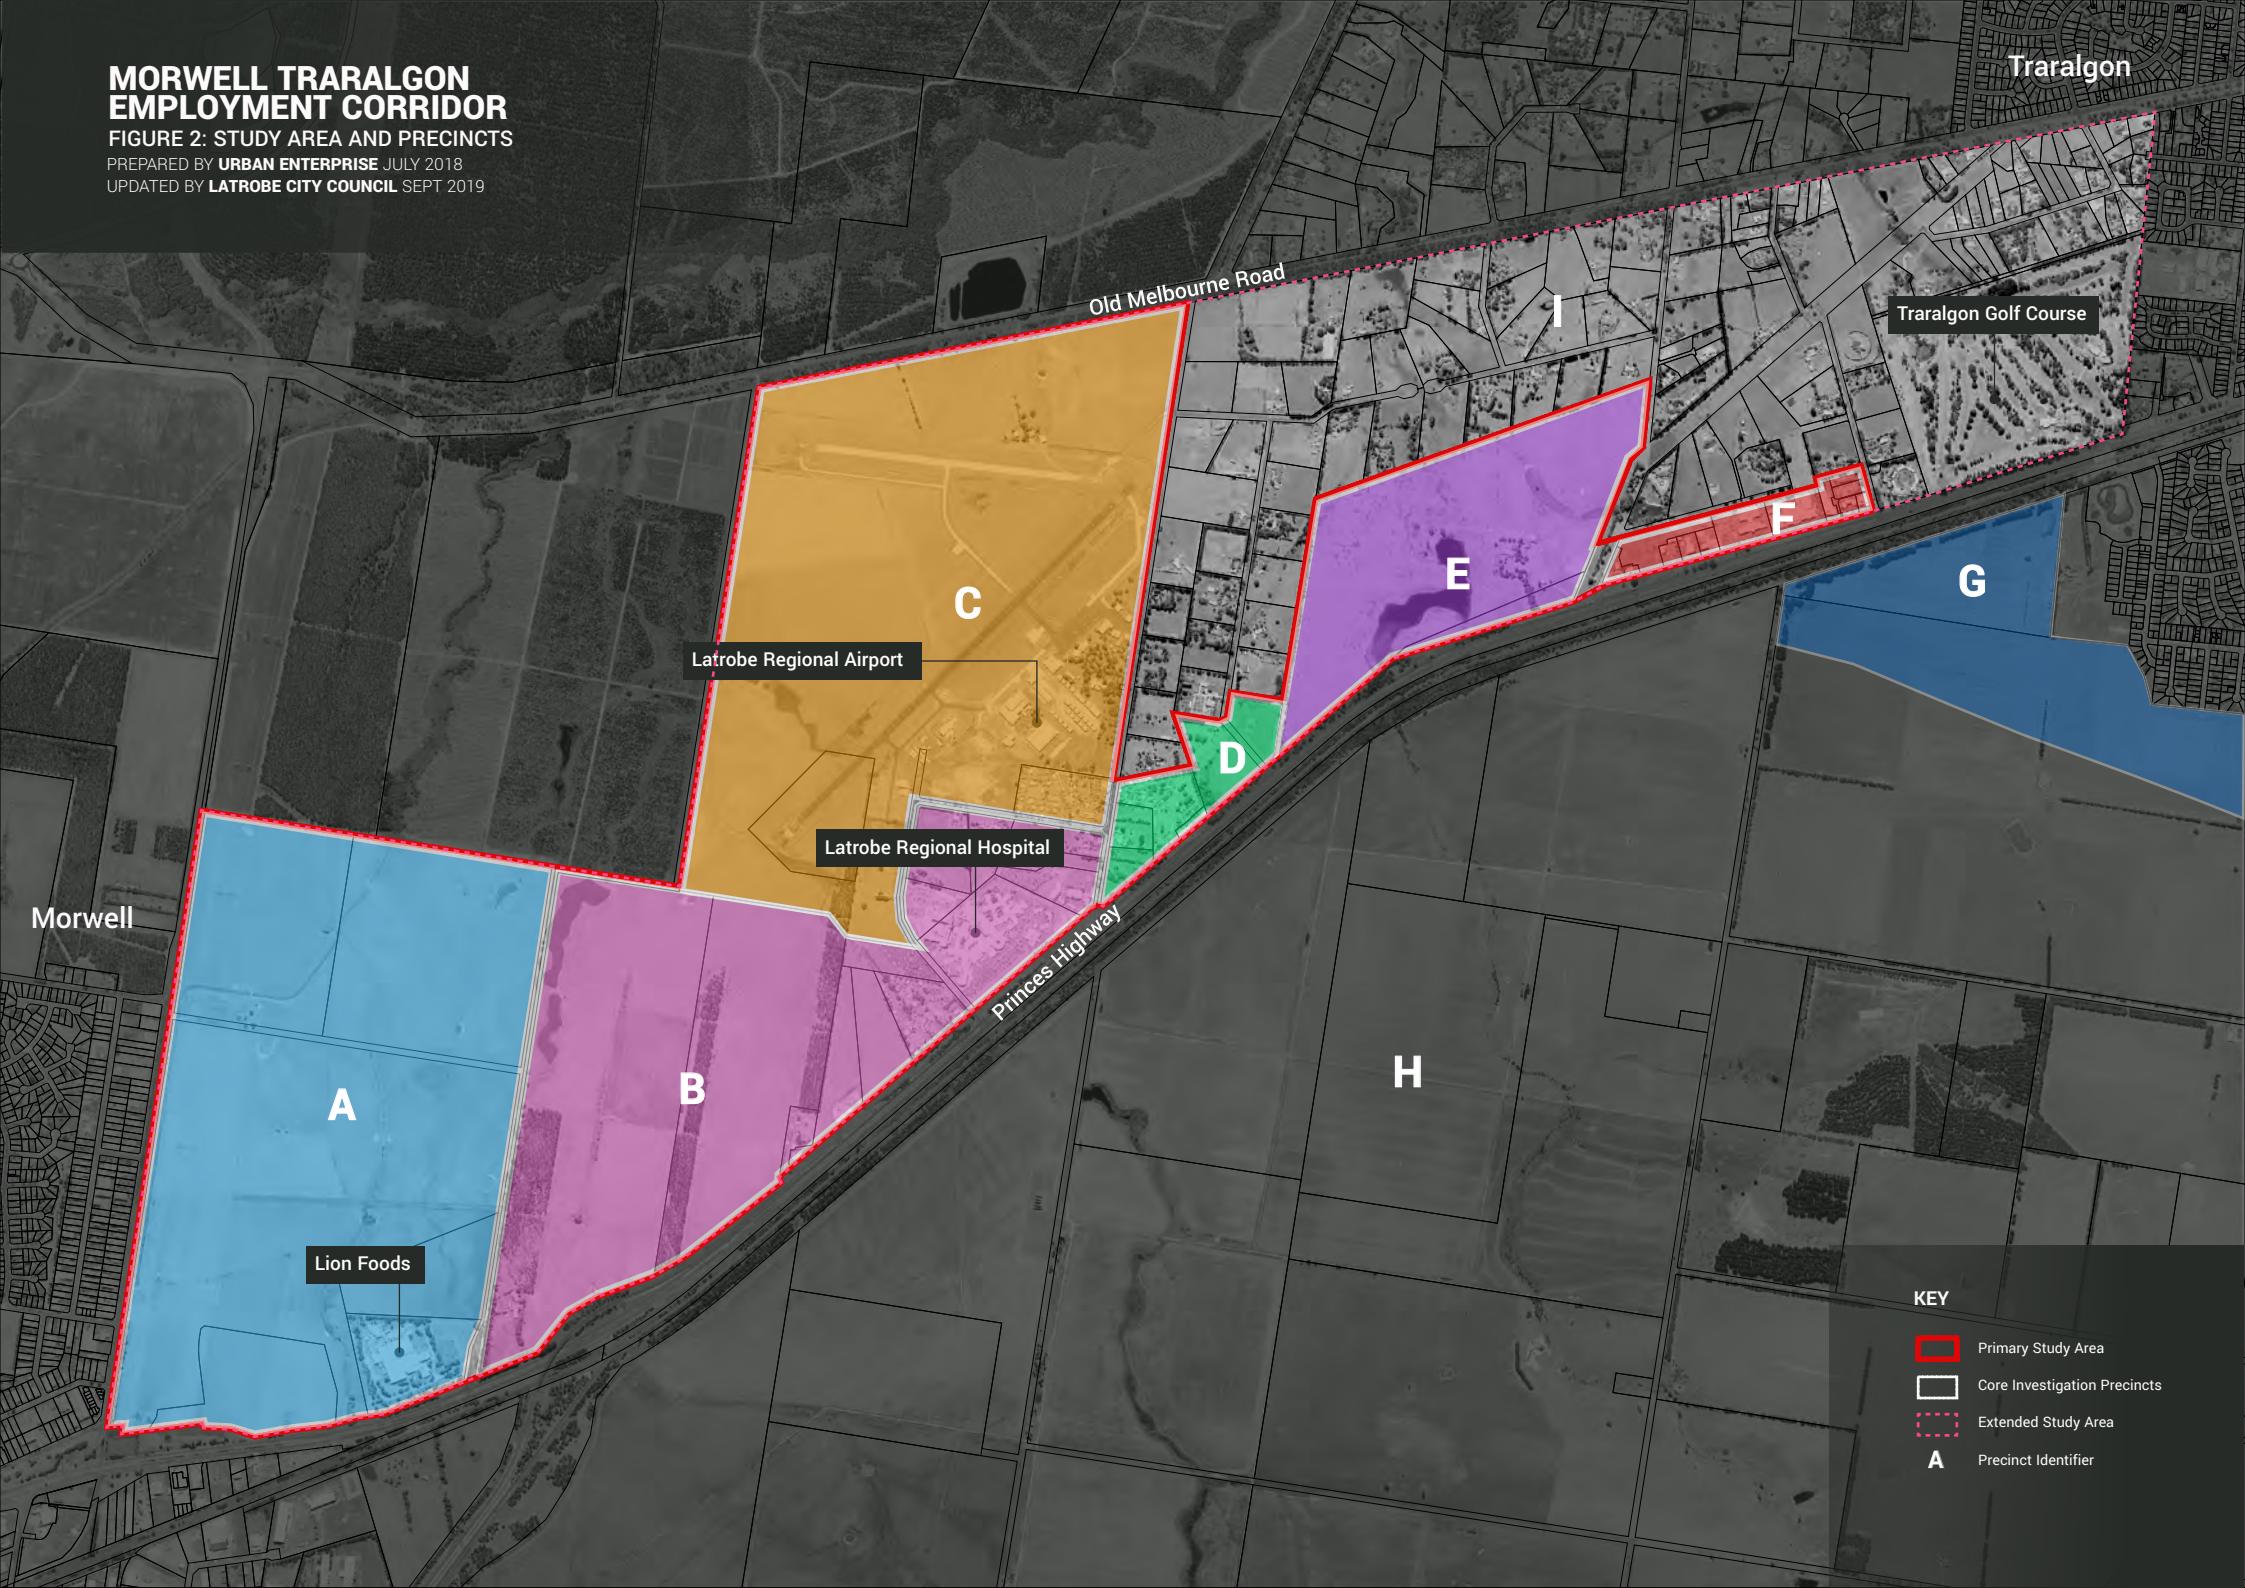 MORWELL TRARALGON
EMPLOYMENT CORRIDOR
FIGURE 2: STUDY AREA AND PRECINCTS
PREPARED BY URBAN ENTERPRISE JULY 2018
UPDATED BY LATROBE CITY COUNCIL SEPT 2019
Traralgon
Old Melbourne Road
I
Traralgon Golf Course
F
E
G
C
Latrobe Regional Airport
D
Latrobe Regional Hospital
Morwell
Princes Highway
H
B
A
Lion Foods
KEY
Primary Study Area
Core Investigation Precincts
Extended Study Area
A Precinct Identifier